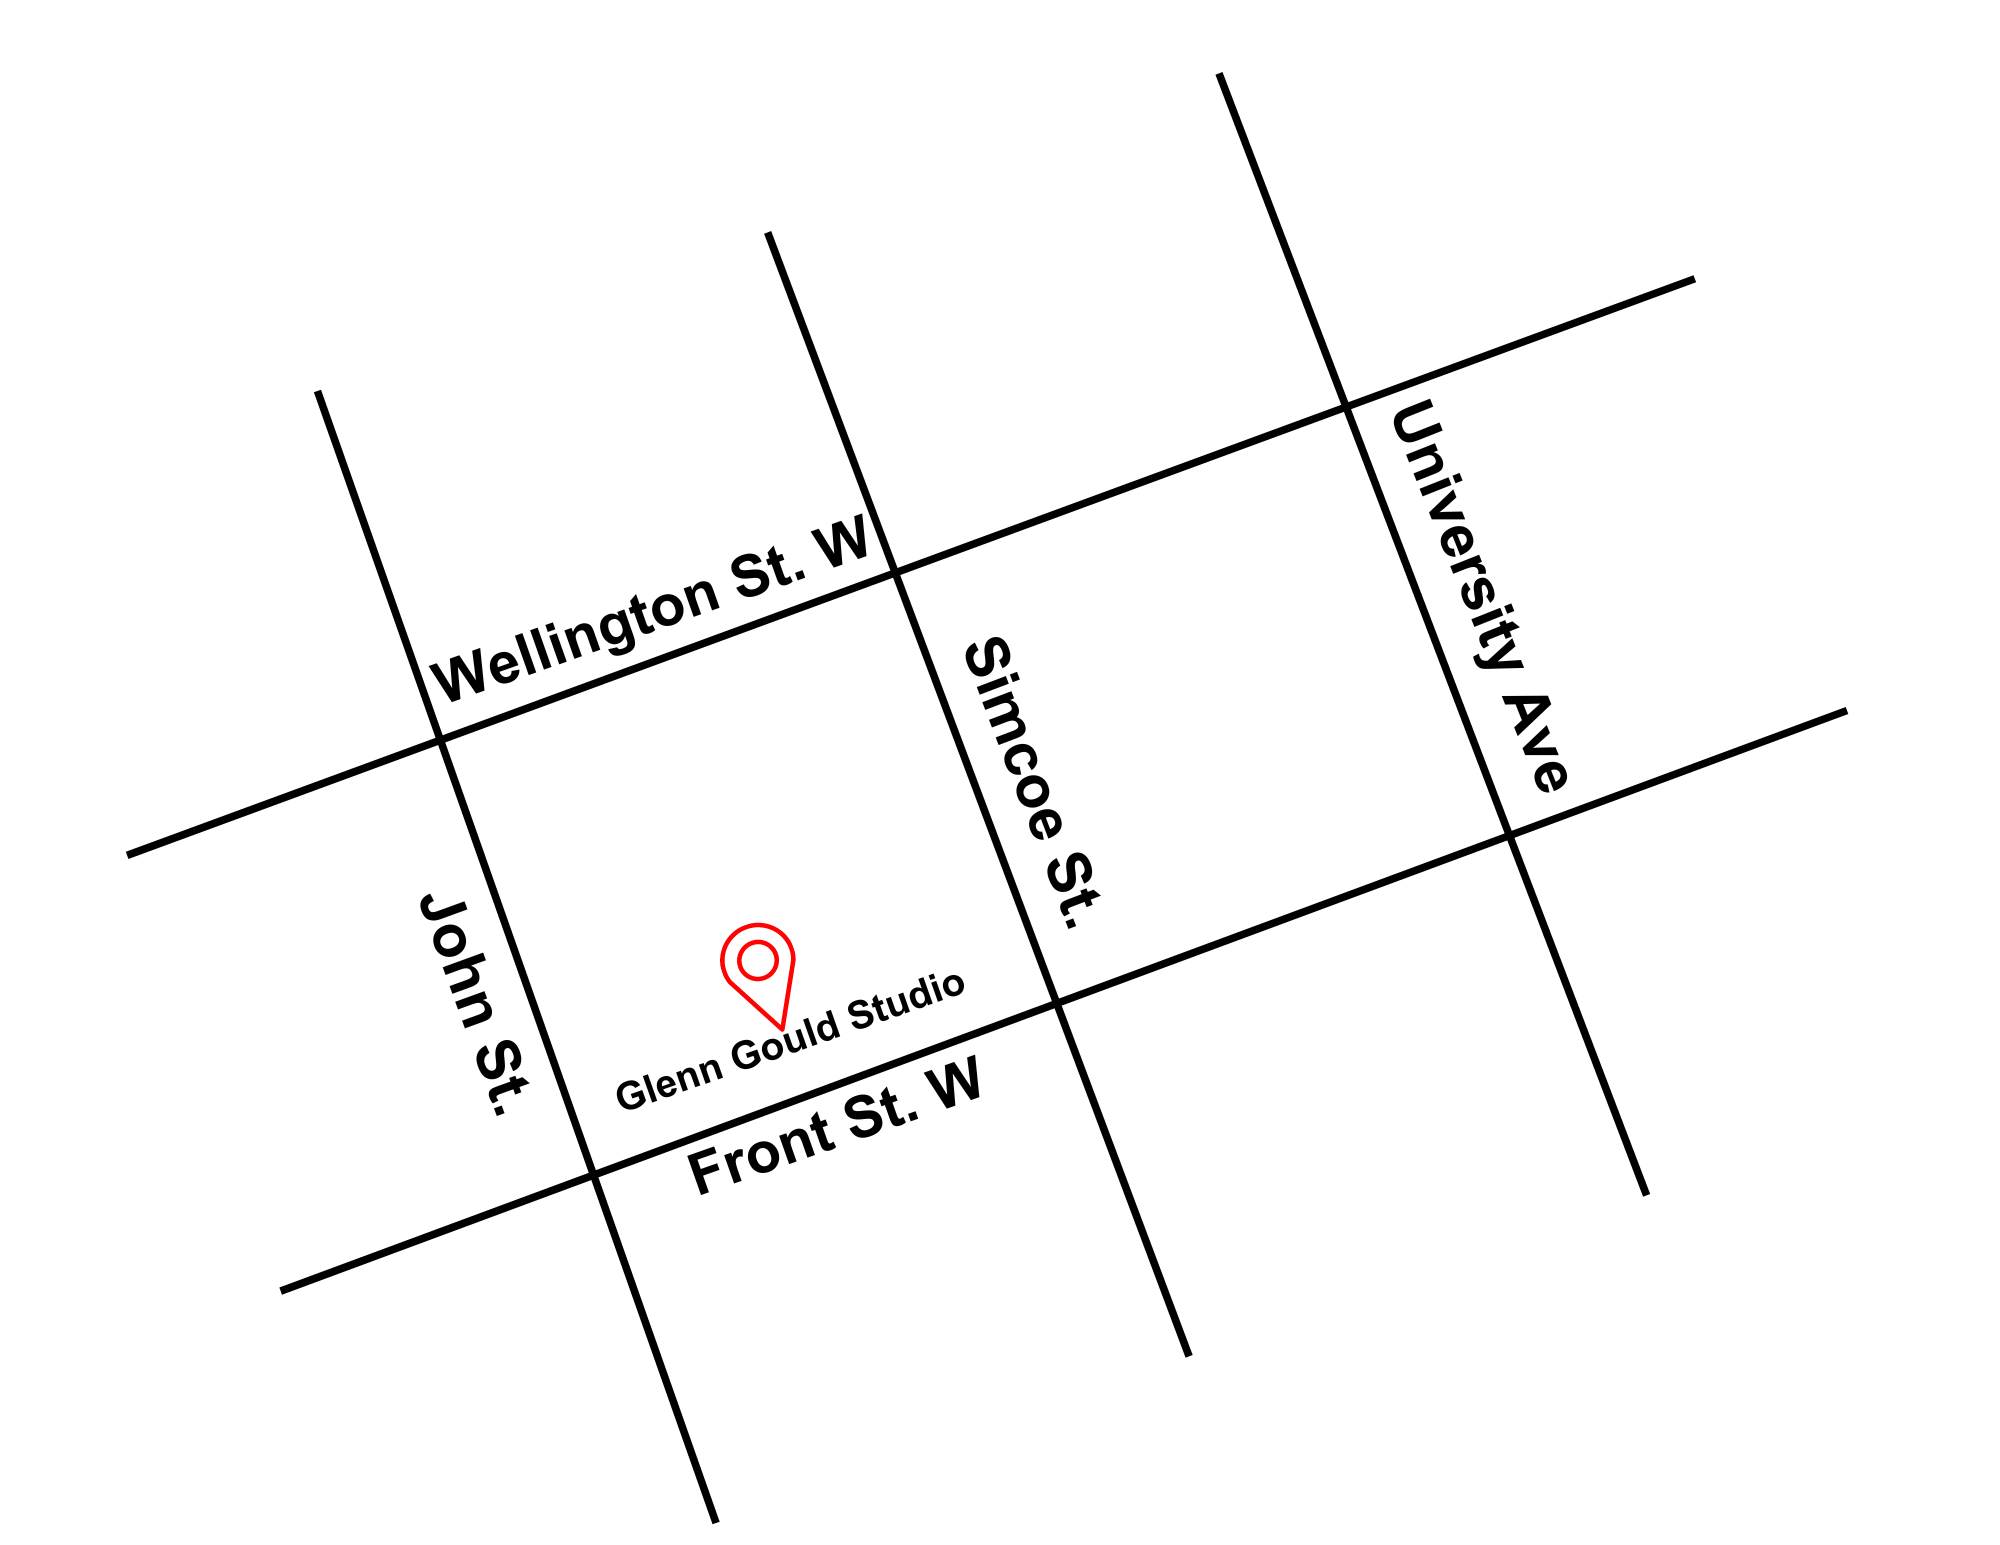 University Ave
Wellington St. W
Simcoe St.
John St.
Glenn Gould Studio
Front St. W